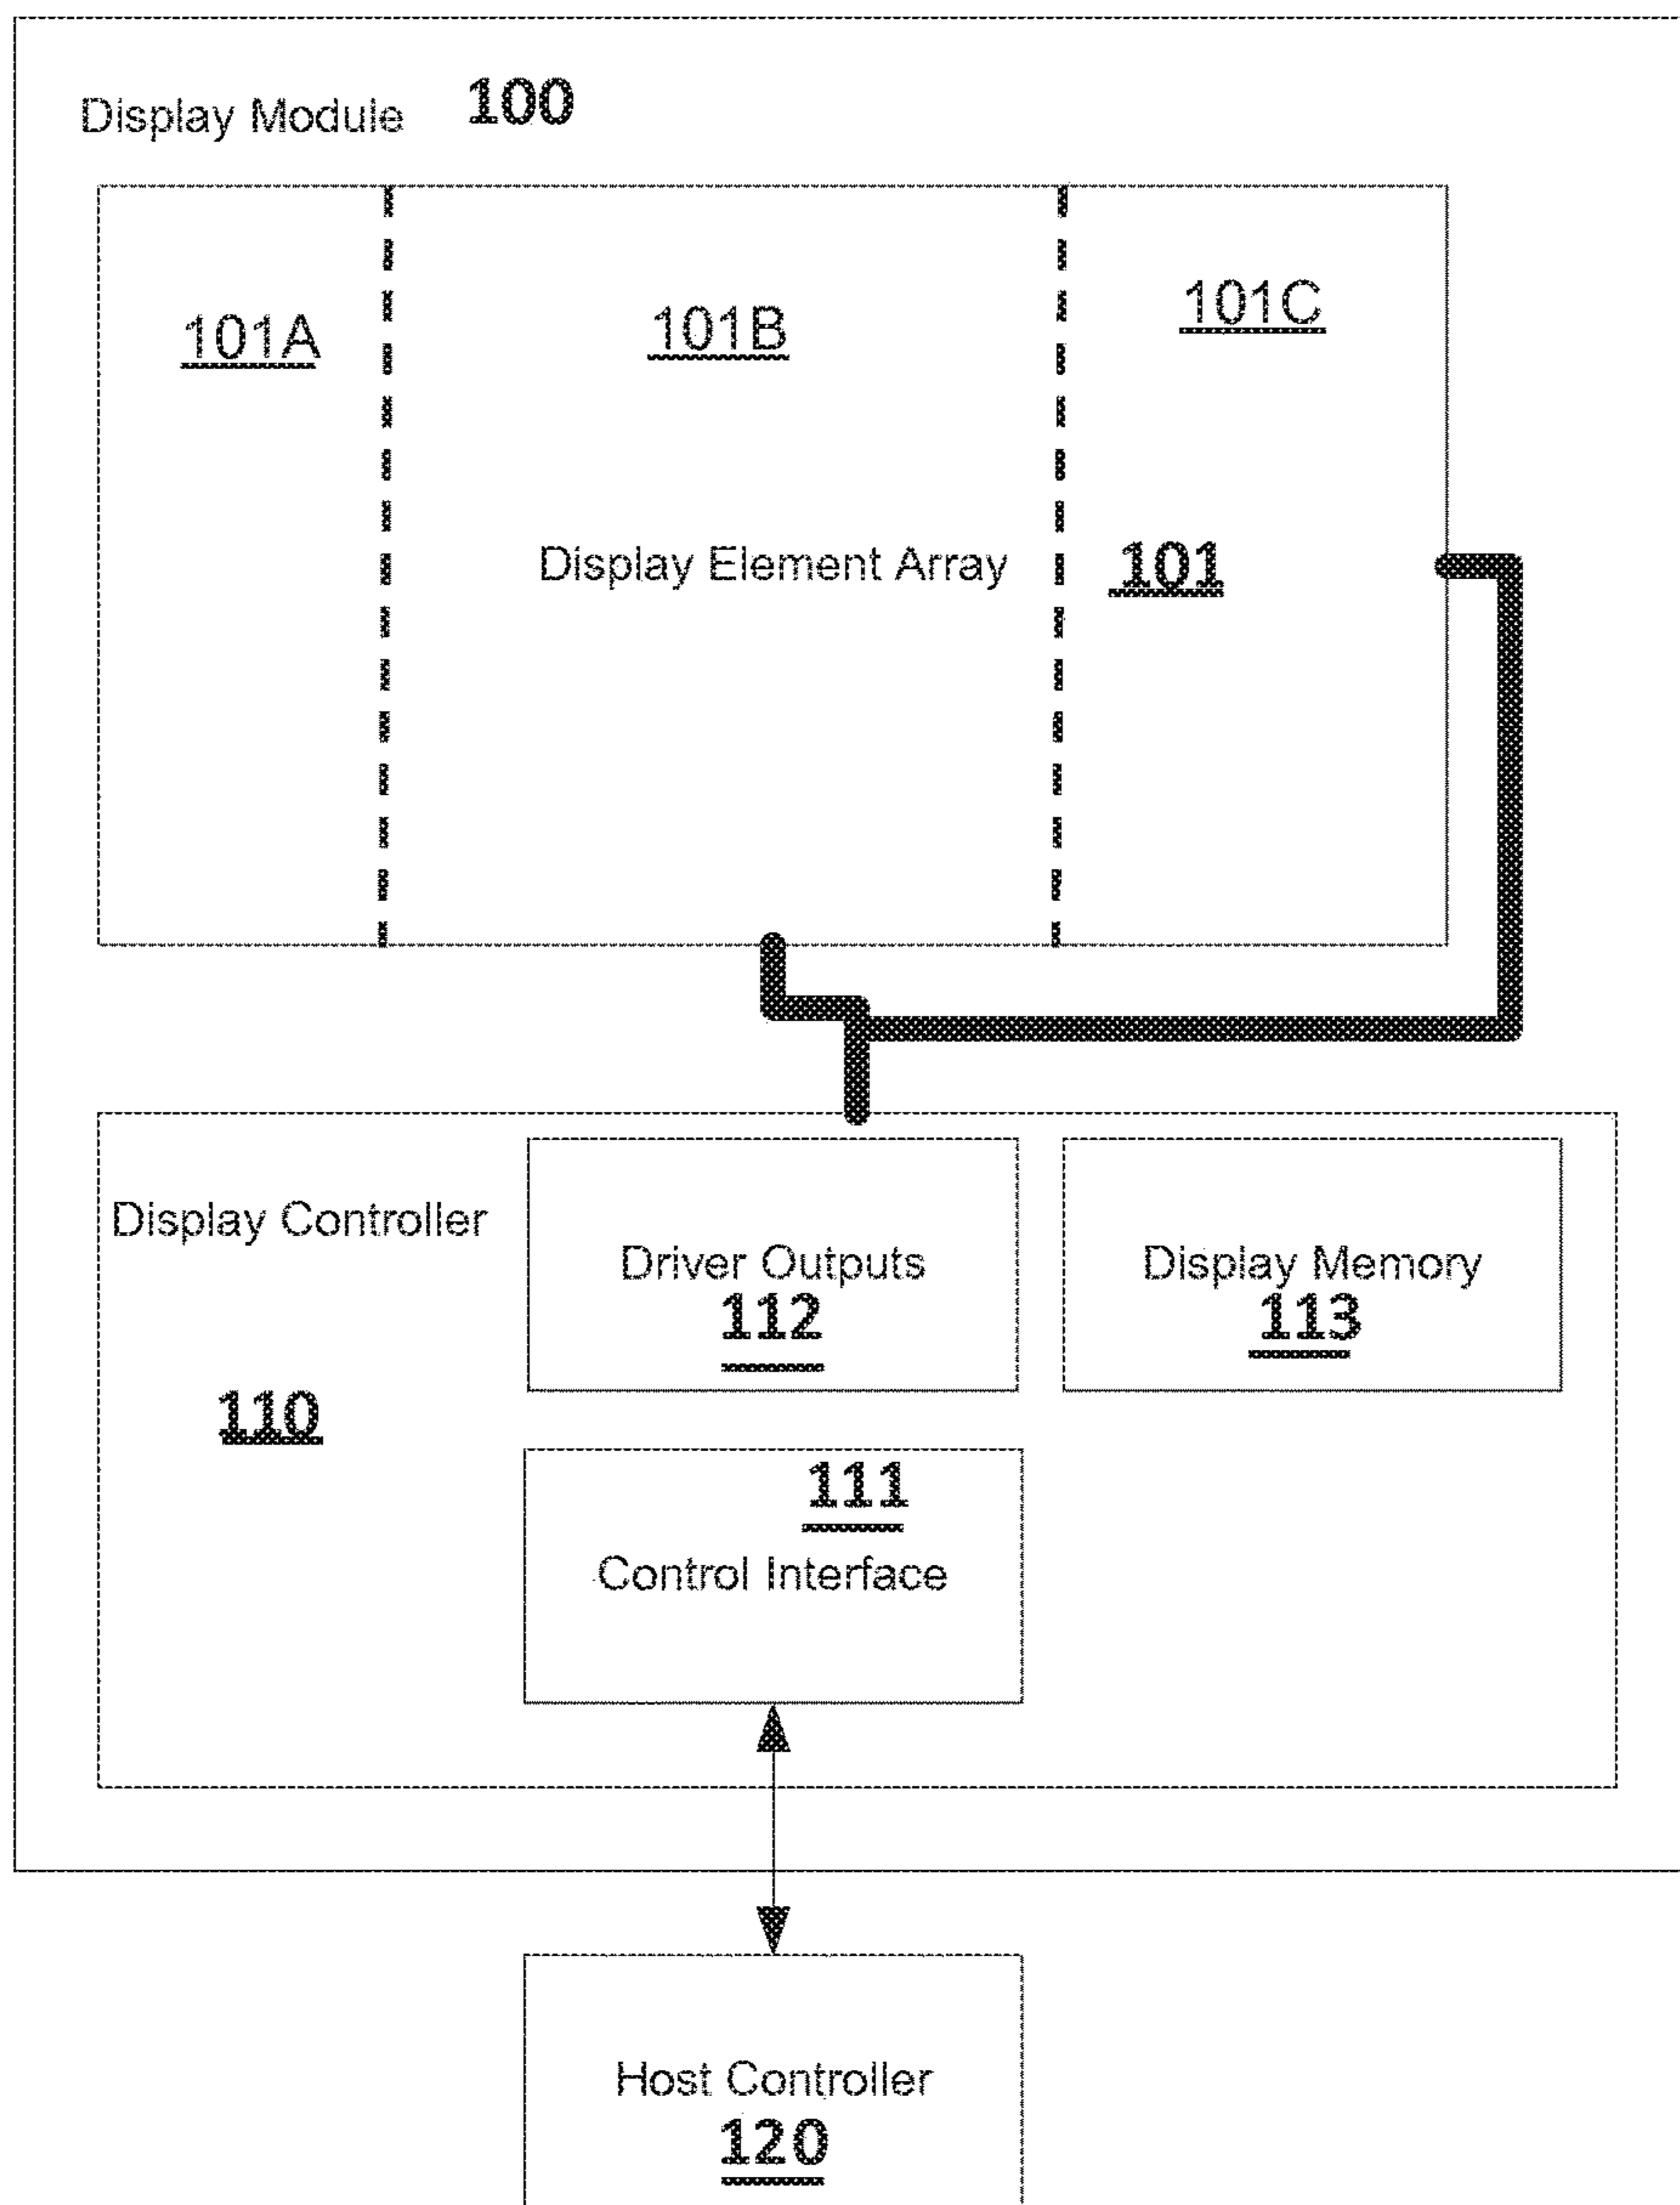 Display Module 100
101A 101B 101C
Display Element Array 101
Display Controller
110
Driver Outputs
112
Display Memory
113
111
Control Interface
Host Controller
120